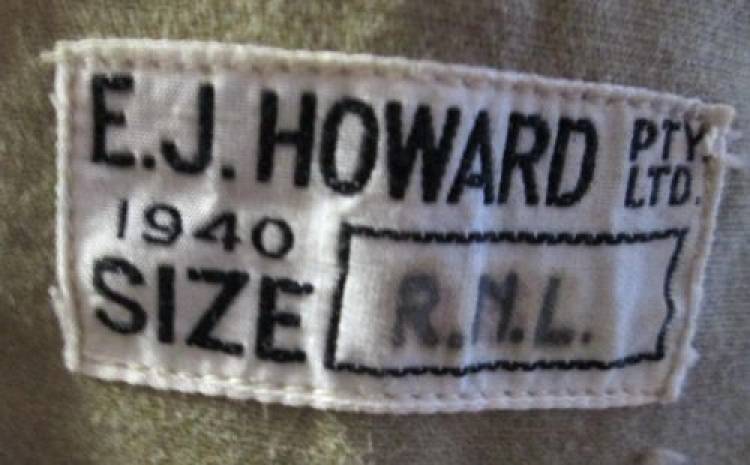 E.J. HOWARD PTY. LTD.
1940
SIZE R.N.L.